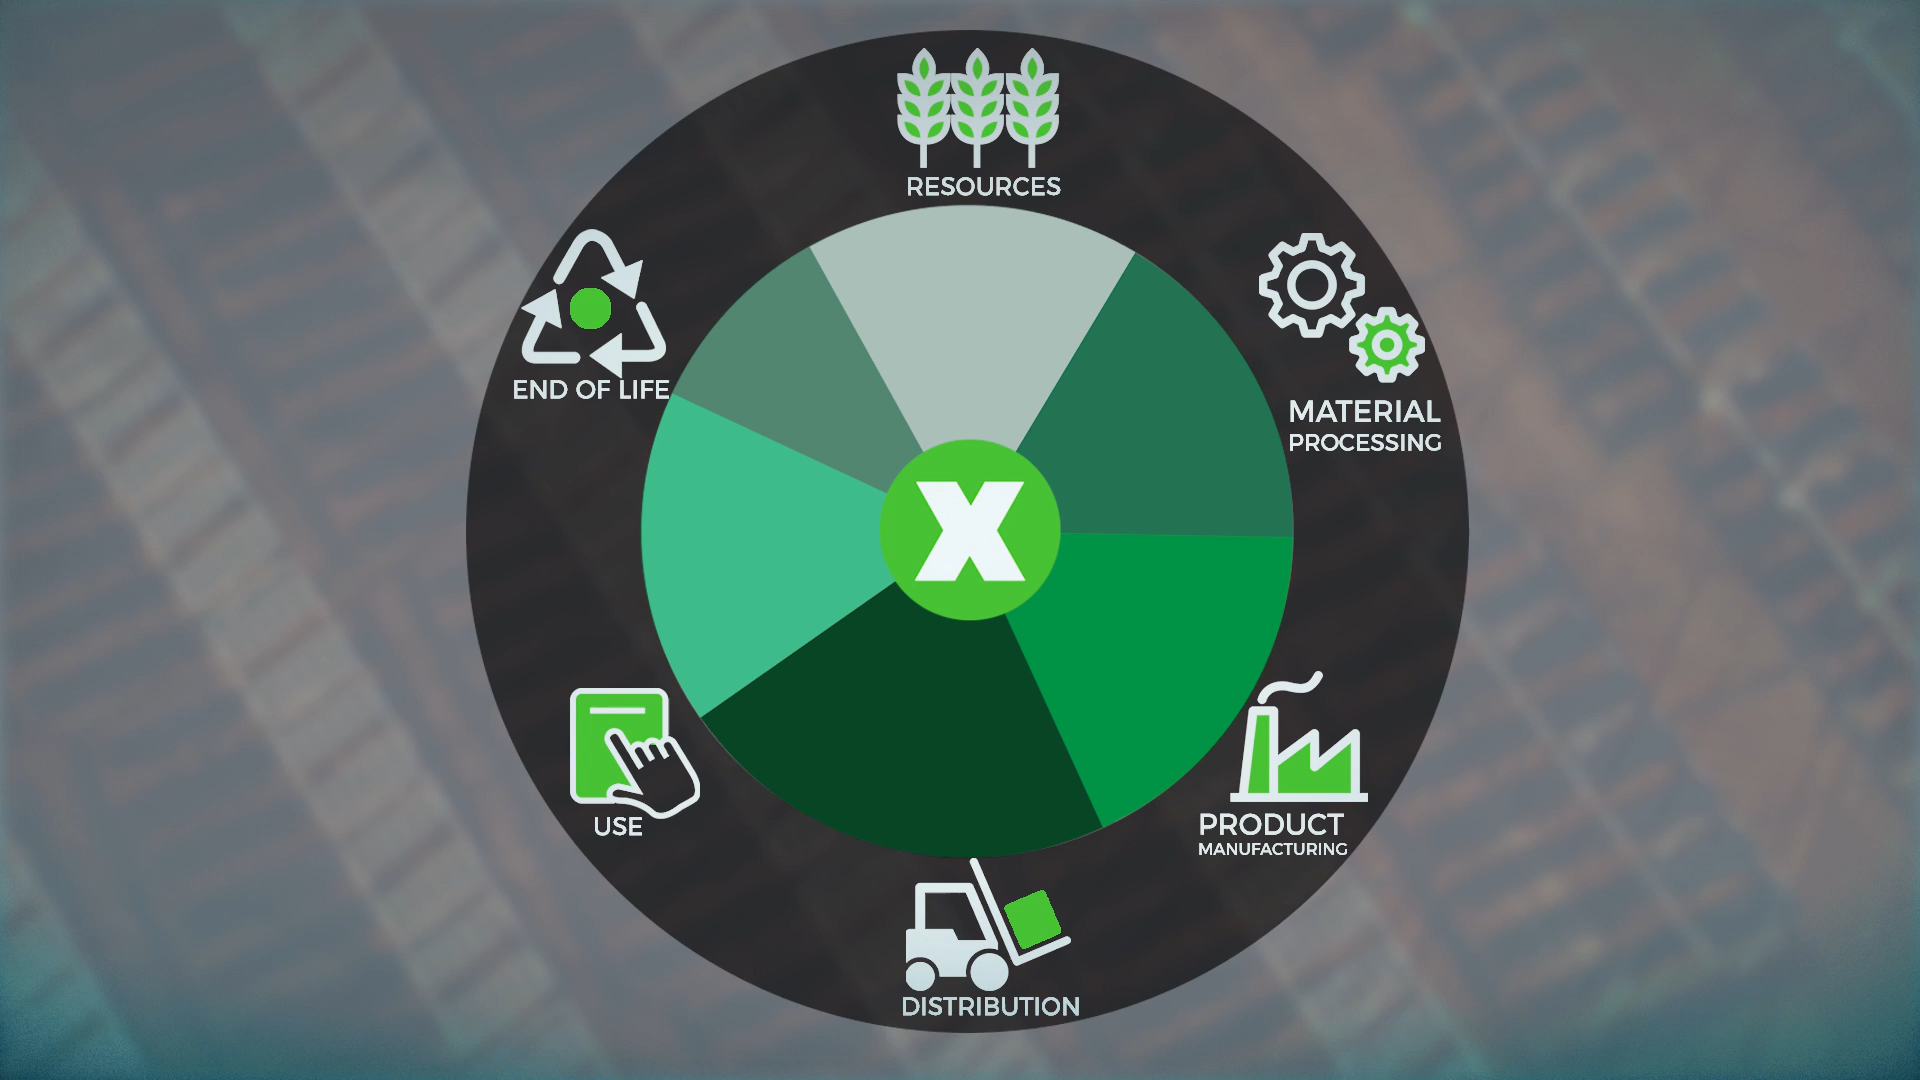 RESOURCES
MATERIAL
PROCESSING
PRODUCT
MANUFACTURING
DISTRIBUTION
USE
END OF LIFE
X